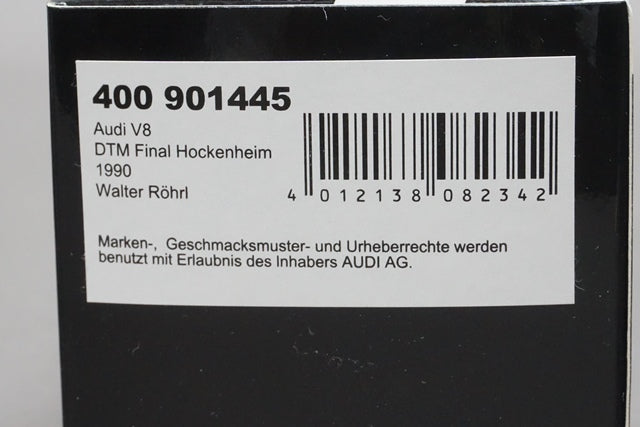 400 901445
Audi V8
DTM Final Hockenheim
1990
Walter Röhrl
4 012138 082342
Marken-, Geschmacksmuster- und Urheberrechte werden
benutzt mit Erlaubnis des Inhabers AUDI AG.